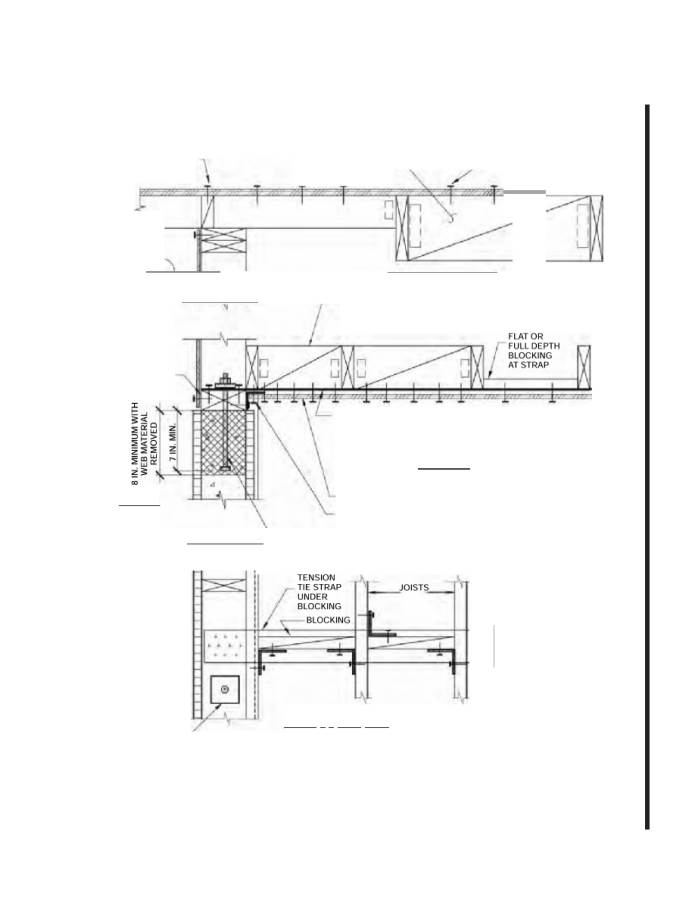 FLAT OR
FULL DEPTH
BLOCKING
AT STRAP
8 IN. MINIMUM WITH
WEB MATERIAL
REMOVED
7 IN. MIN.
TENSION
TIE STRAP
UNDER
BLOCKING
BLOCKING
JOISTS